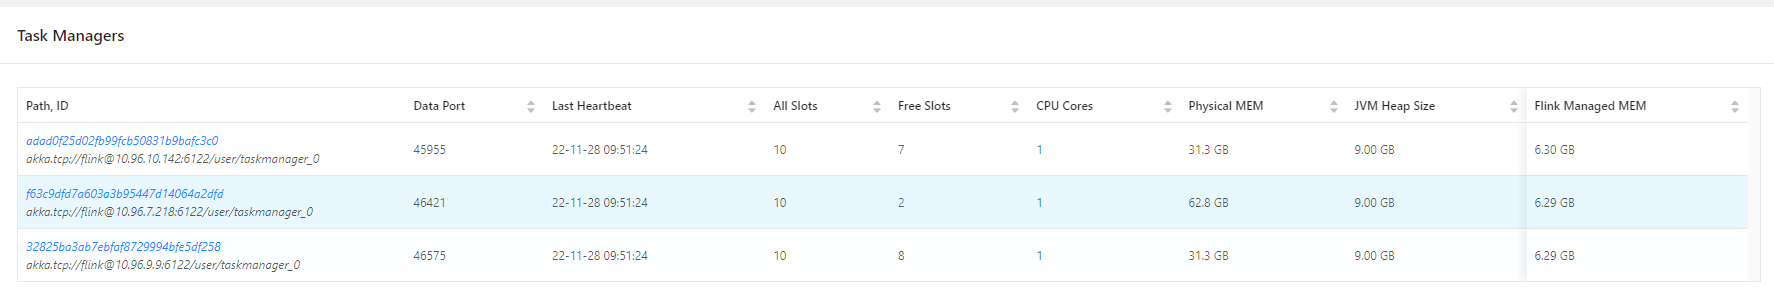 Task Managers
Path, ID Data Port Last Heartbeat All Slots Free Slots CPU Cores Physical MEM JVM Heap Size Flink Managed MEM
adad0f25d02fb99fcb50831b9bafc3c0
akka.tcp://flink@10.96.10.142:6122/user/taskmanager_0
45955 22-11-28 09:51:24 10 7 1 31.3 GB 9.00 GB 6.30 GB
f63c9dfd7a603a3b95447d14064a2dfd
akka.tcp://flink@10.96.7.218:6122/user/taskmanager_0
46421 22-11-28 09:51:24 10 2 1 62.8 GB 9.00 GB 6.29 GB
32825ba3ab7ebfaf8729994bfe5df258
akka.tcp://flink@10.96.9.9:6122/user/taskmanager_0
46575 22-11-28 09:51:24 10 8 1 31.3 GB 9.00 GB 6.29 GB